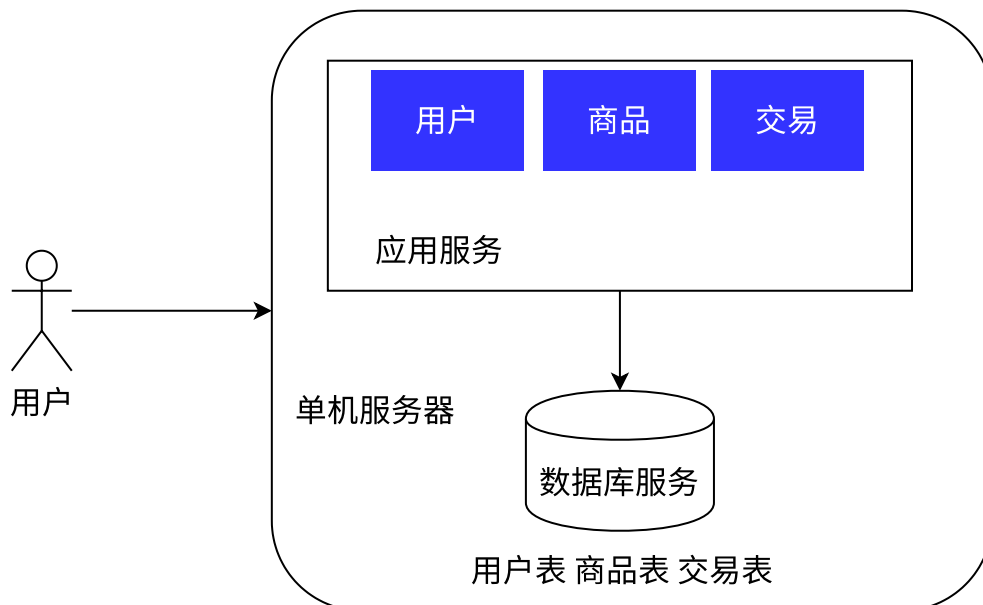 用户
商品
交易
应用服务
用户
单机服务器
数据库服务
用户表 商品表 交易表